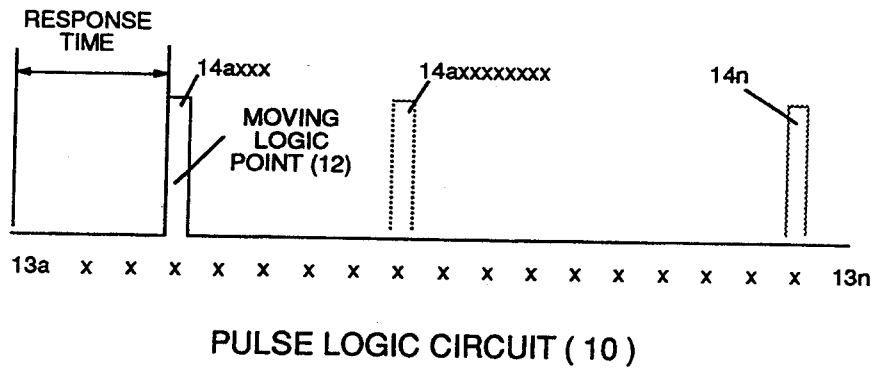 RESPONSE
TIME
14axxx
14axxxxxxxx
14n
MOVING
LOGIC
POINT (12)
13a x x x x x x x x x x x x x x x x x 13n
PULSE LOGIC CIRCUIT ( 10 )